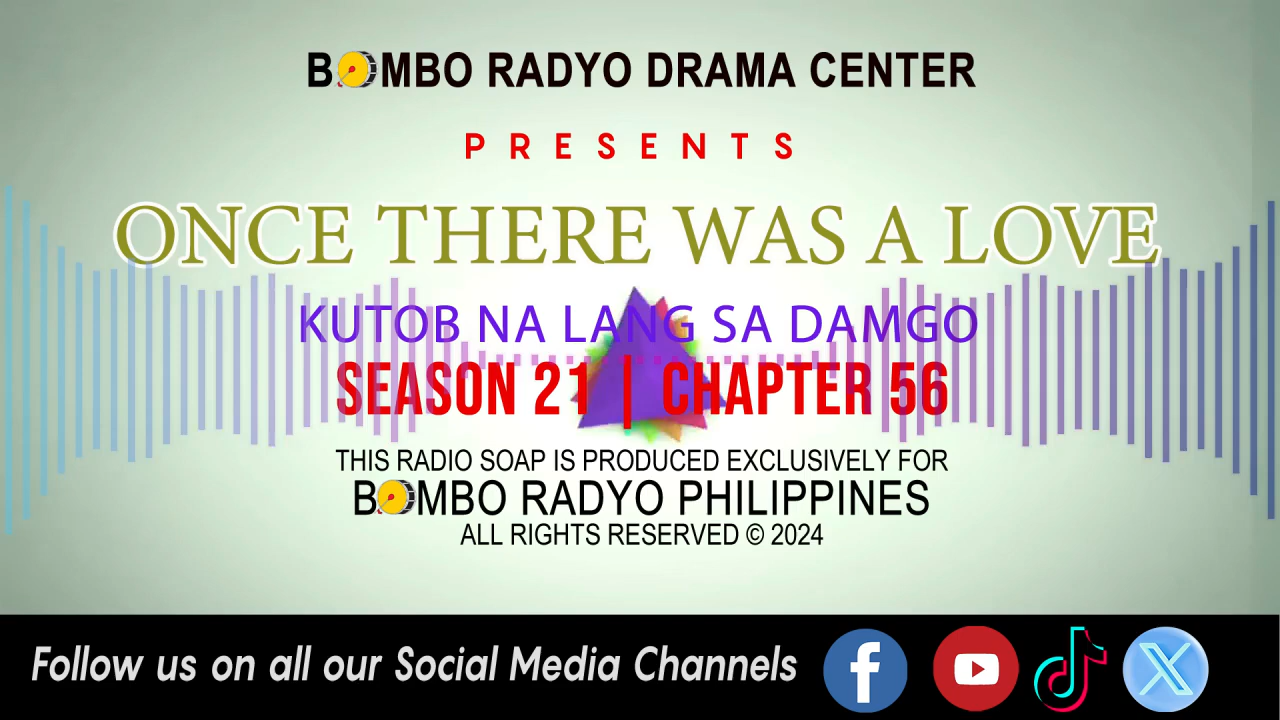 BOMBO RADYO DRAMA CENTER
PRESENTS
ONCE THERE WAS A LOVE
KUTOB NA LANG SA DAMGO
SEASON 21 | CHAPTER 56
THIS RADIO SOAP IS PRODUCED EXCLUSIVELY FOR
BOMBO RADYO PHILIPPINES
ALL RIGHTS RESERVED © 2024
Follow us on all our Social Media Channels